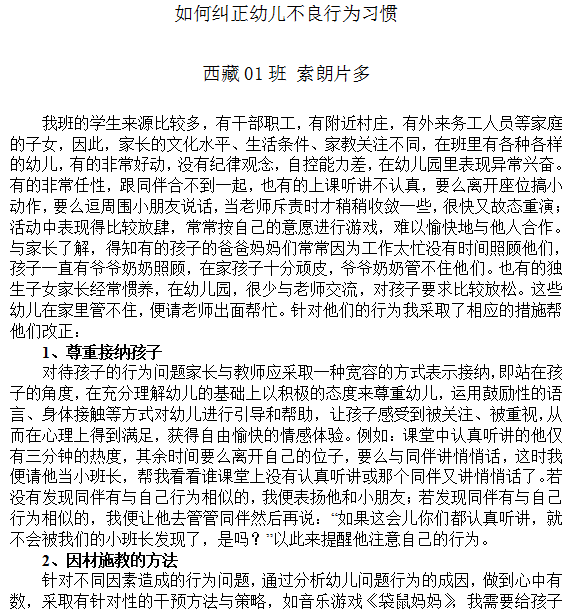 如何纠正幼儿不良行为习惯
西藏01班 索朗片多
我班的学生来源比较多，有干部职工，有附近村庄，有外来务工人员等家庭
的子女，因此，家长的文化水平、生活条件、家教关注不同，在班里有各种各样
的幼儿，有的非常好动，没有纪律观念，自控能力差，在幼儿园里表现异常兴奋。
有的非常任性，跟同伴合不到一起，也有的上课听讲不认真，要么离开座位搞小
动作，要么逗周围小朋友说话，当老师斥责时才稍稍收敛一些，很快又故态重演；
活动中表现得比较放肆，常常按自己的意愿进行游戏，难以愉快地与他人合作。
与家长了解，得知有的孩子的爸爸妈妈们常常因为工作太忙没有时间照顾他们，
孩子一直有爷爷奶奶照顾，在家孩子十分顽皮，爷爷奶奶管不住他们。也有的独
生子女家长经常惯养，在幼儿园，很少与老师交流，对孩子要求比较放松。这些
幼儿在家里管不住，便请老师出面帮忙。针对他们的行为我采取了相应的措施帮
他们改正：
1、尊重接纳孩子
对待孩子的行为问题家长与教师应采取一种宽容的方式表示接纳，即站在孩
子的角度，在充分理解幼儿的基础上以积极的态度来尊重幼儿，运用鼓励性的语
言、身体接触等方式对幼儿进行引导和帮助，让孩子感受到被关注、被重视，从
而在心理上得到满足，获得自由愉快的情感体验。例如：课堂中认真听讲的他仅
有三分钟的热度，其余时间要么离开自己的位子，要么与同伴讲悄悄话，这时我
便请他当小班长，帮我看看谁课堂上没有认真听讲或那个同伴又讲悄悄话了。若
没有发现同伴有与自己行为相似的，我便表扬他和小朋友；若发现同伴有与自己
行为相似的，我便让他去管管同伴然后再说：“如果这会儿你们都认真听讲，就
不会被我们的小班长发现了，是吗？”以此来提醒他注意自己的行为。
2、因材施教的方法
针对不同因素造成的行为问题，通过分析幼儿问题行为的成因，做到心中有
数，采取有针对性的干预方法与策略，如音乐游戏《袋鼠妈妈》 我需要给孩子